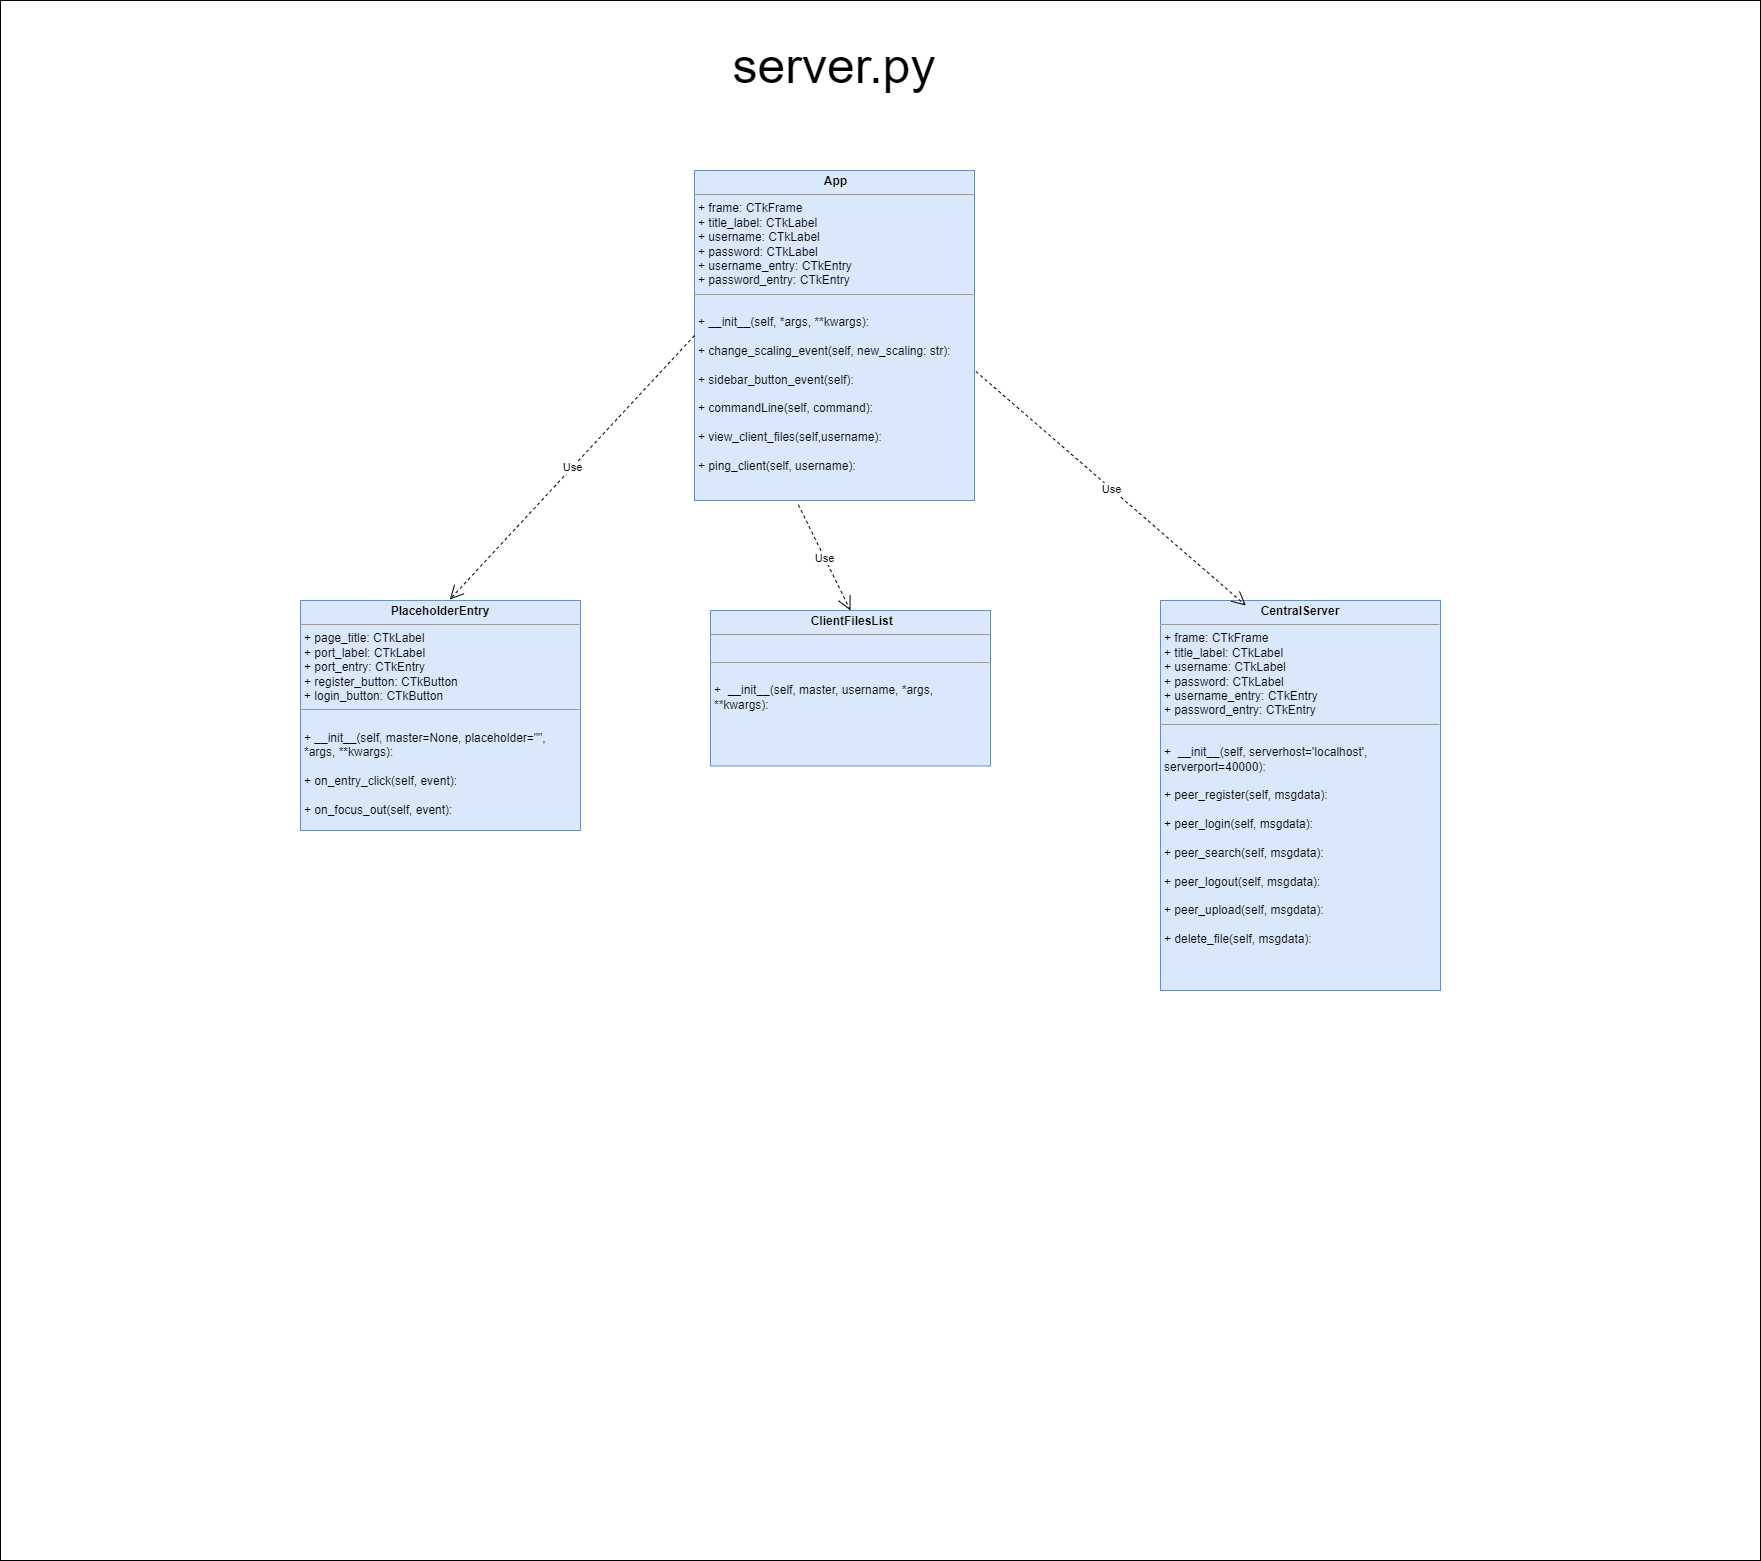 server.py
App
+ frame: CTkFrame
+ title_label: CTkLabel
+ username: CTkLabel
+ password: CTkLabel
+ username_entry: CTkEntry
+ password_entry: CTkEntry
+ __init__(self, *args, **kwargs):
+ change_scaling_event(self, new_scaling: str):
+ sidebar_button_event(self):
+ commandLine(self, command):
+ view_client_files(self,username):
+ ping_client(self, username):
Use
Use
Use
PlaceholderEntry
+ page_title: CTkLabel
+ port_label: CTkLabel
+ port_entry: CTkEntry
+ register_button: CTkButton
+ login_button: CTkButton
+ __init__(self, master=None, placeholder="",
*args, **kwargs):
+ on_entry_click(self, event):
+ on_focus_out(self, event):
ClientFilesList
+ __init__(self, master, username, *args,
**kwargs):
CentralServer
+ frame: CTkFrame
+ title_label: CTkLabel
+ username: CTkLabel
+ password: CTkLabel
+ username_entry: CTkEntry
+ password_entry: CTkEntry
+ __init__(self, serverhost='localhost',
serverport=40000):
+ peer_register(self, msgdata):
+ peer_login(self, msgdata):
+ peer_search(self, msgdata):
+ peer_logout(self, msgdata):
+ peer_upload(self, msgdata):
+ delete_file(self, msgdata):